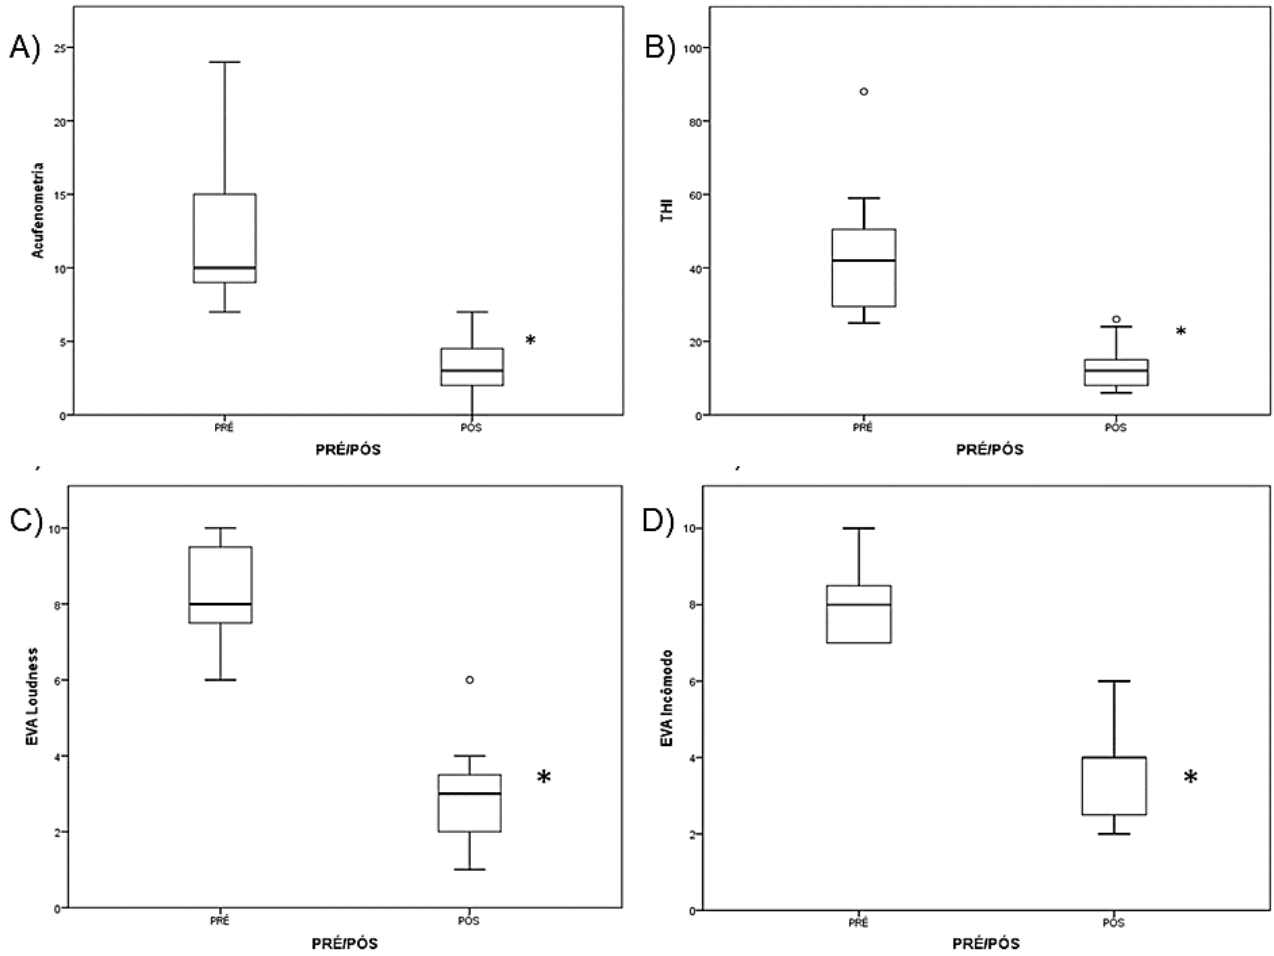 A)
Acufenometria
25
20
15
10
5
0
PRÉ
PÓS
PRÉ/PÓS
*
B)
THI
100
80
60
40
20
0
PRÉ
PÓS
PRÉ/PÓS
*
C)
EVA Loudness
10
8
6
4
2
0
PRÉ
PÓS
PRÉ/PÓS
*
D)
EVA Incômodo
10
8
6
4
2
0
PRÉ
PÓS
PRÉ/PÓS
*